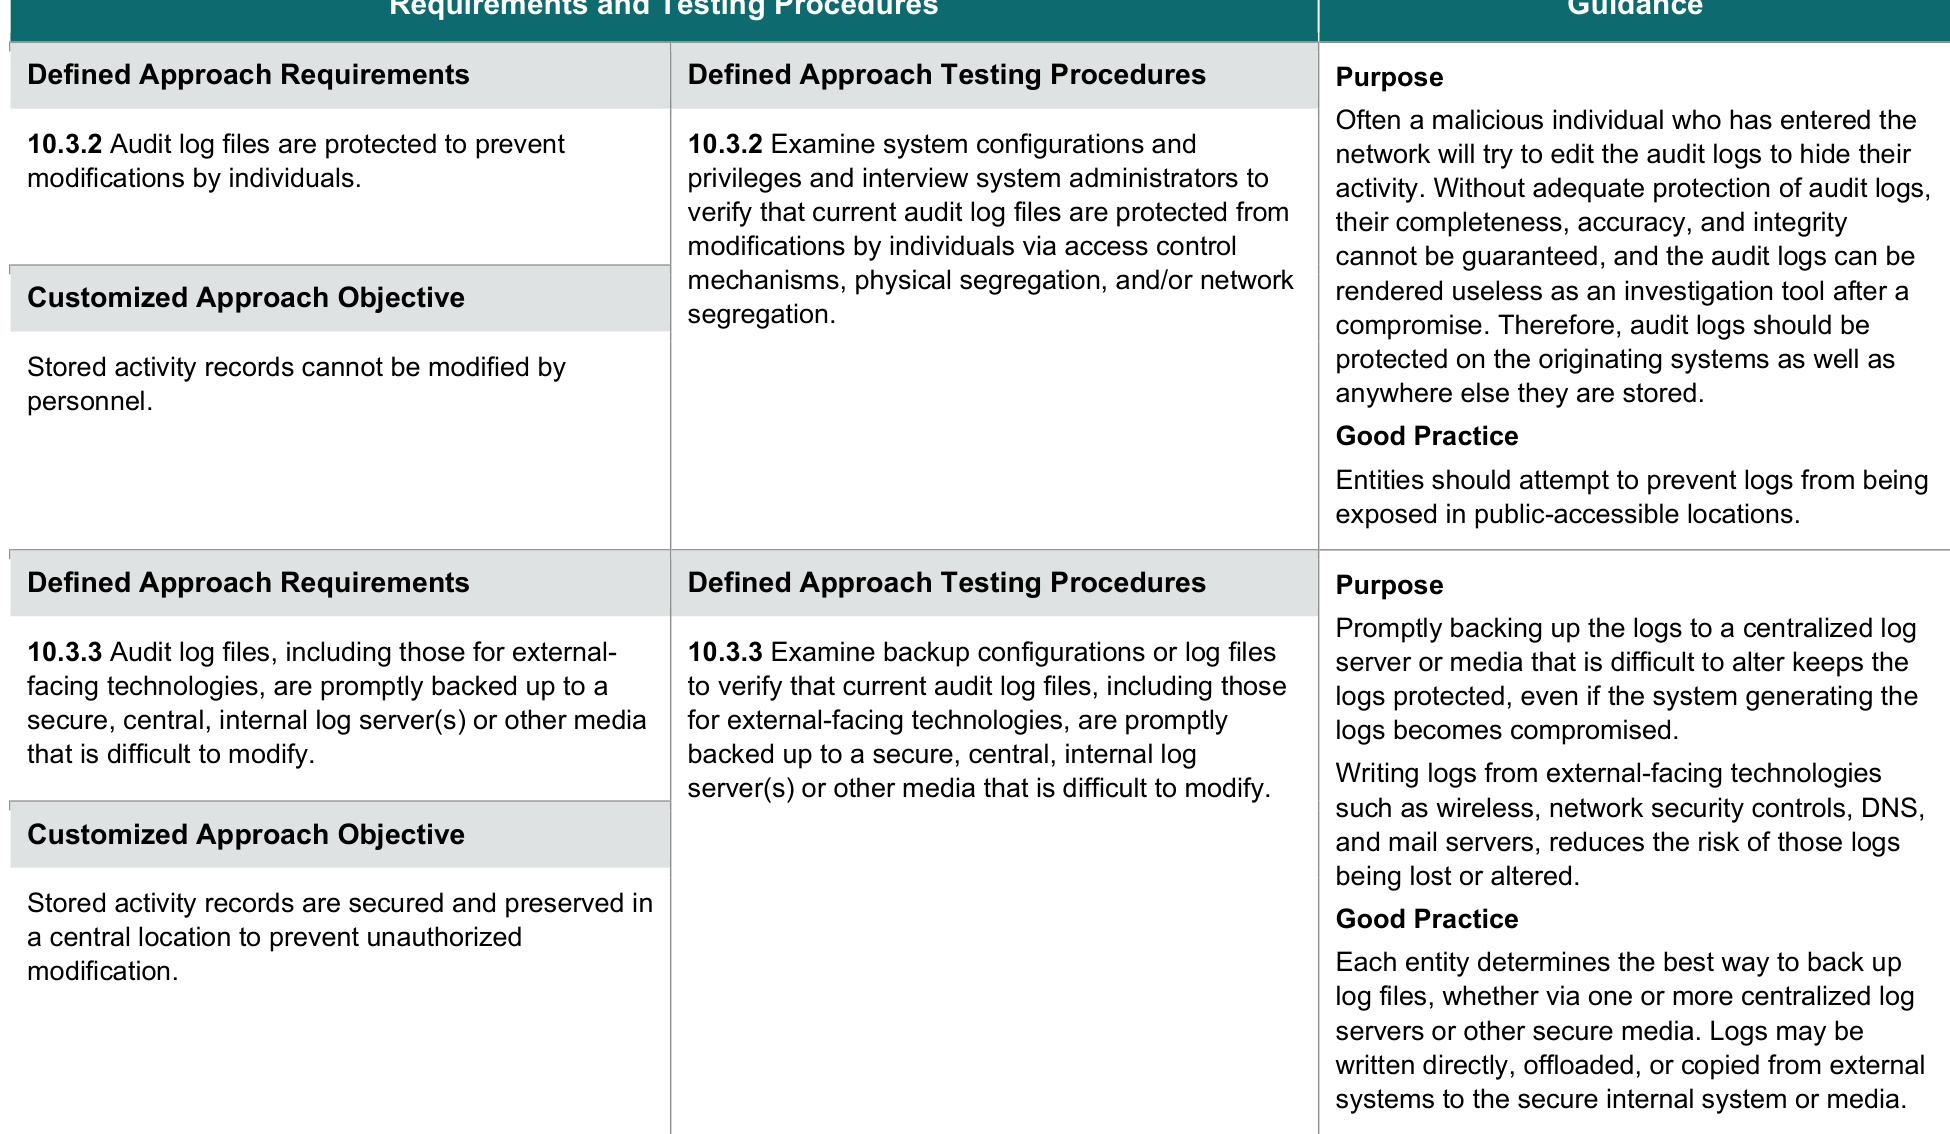 Requirements and Testing Procedures
Guidance
Defined Approach Requirements
10.3.2 Audit log files are protected to prevent
modifications by individuals.
Customized Approach Objective
Stored activity records cannot be modified by
personnel.
Defined Approach Testing Procedures
10.3.2 Examine system configurations and
privileges and interview system administrators to
verify that current audit log files are protected from
modifications by individuals via access control
mechanisms, physical segregation, and/or network
segregation.
Purpose
Often a malicious individual who has entered the
network will try to edit the audit logs to hide their
activity. Without adequate protection of audit logs,
their completeness, accuracy, and integrity
cannot be guaranteed, and the audit logs can be
rendered useless as an investigation tool after a
compromise. Therefore, audit logs should be
protected on the originating systems as well as
anywhere else they are stored.
Good Practice
Entities should attempt to prevent logs from being
exposed in public-accessible locations.
Defined Approach Requirements
10.3.3 Audit log files, including those for external-
facing technologies, are promptly backed up to a
secure, central, internal log server(s) or other media
that is difficult to modify.
Customized Approach Objective
Stored activity records are secured and preserved in
a central location to prevent unauthorized
modification.
Defined Approach Testing Procedures
10.3.3 Examine backup configurations or log files
to verify that current audit log files, including those
for external-facing technologies, are promptly
backed up to a secure, central, internal log
server(s) or other media that is difficult to modify.
Purpose
Promptly backing up the logs to a centralized log
server or media that is difficult to alter keeps the
logs protected, even if the system generating the
logs becomes compromised.
Writing logs from external-facing technologies
such as wireless, network security controls, DNS,
and mail servers, reduces the risk of those logs
being lost or altered.
Good Practice
Each entity determines the best way to back up
log files, whether via one or more centralized log
servers or other secure media. Logs may be
written directly, offloaded, or copied from external
systems to the secure internal system or media.